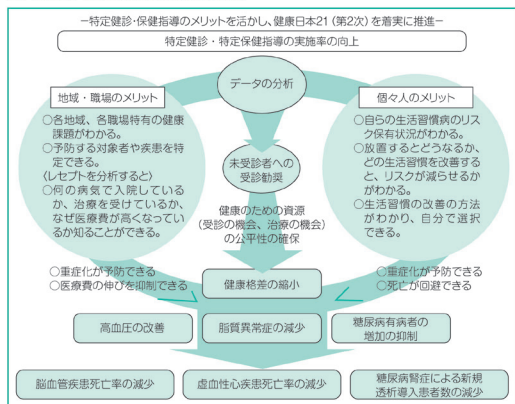 −特定健診・保健指導のメリットを活かし、健康日本21（第2次）を着実に推進−
特定健診・特定保健指導の実施率の向上
データの分析
地域・職場のメリット
○各地域、各職場特有の健康
課題がわかる。
○予防する対象者や疾患を特
定できる。
〈レセプトを分析すると〉
○何の病気で入院しているか、治療を受けているか、
なぜ医療費が高くなっているか知ることができる。
個々人のメリット
○自らの生活習慣病のリス
ク保有状況がわかる。
○放置するとどうなるか、
どの生活習慣を改善する
と、リスクが減らせるか
がわかる。
○生活習慣の改善の方法
がわかり、自分で選択
できる。
未受診者への
受診勧奨
健康のための資源
（受診の機会、治療の機会）
の公平性の確保
○重症化が予防できる
○医療費の伸びを抑制できる
健康格差の縮小
○重症化が予防できる
○死亡が回避できる
高血圧の改善
脂質異常症の減少
糖尿病有病者の
増加の抑制
脳血管疾患死亡率の減少
虚血性心疾患死亡率の減少
糖尿病腎症による新規
透析導入患者数の減少